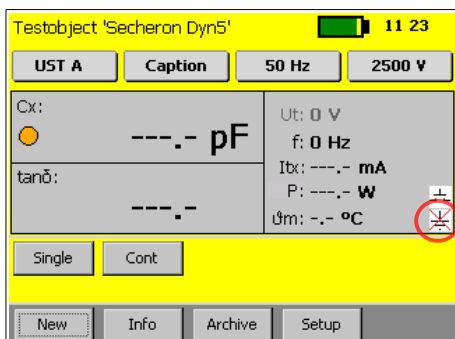 Testobject 'Secheron Dyn5' 11 23
UST A Caption 50 Hz 2500 V
Cx:
---.- pF
tanδ:
---.-
Ut: 0 V
f: 0 Hz
Itx: ---.- mA
P: ---.- W
ϑm: -.- ºC
Single Cont
New Info Archive Setup